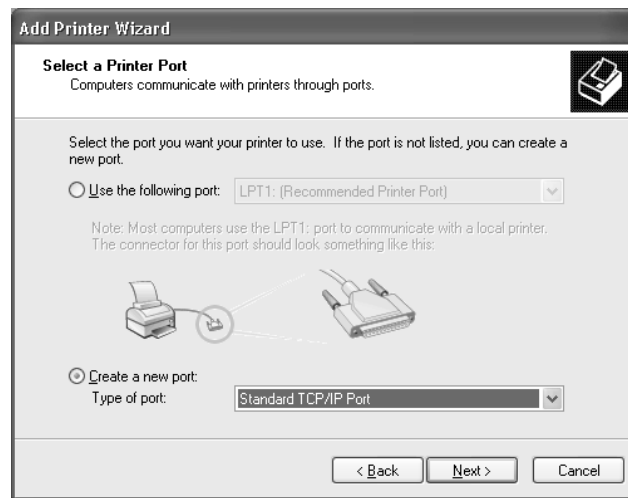 Add Printer Wizard
Select a Printer Port
Computers communicate with printers through ports.
Select the port you want your printer to use. If the port is not listed, you can create a
new port.
Use the following port: LPT1: (Recommended Printer Port)
Note: Most computers use the LPT1: port to communicate with a local printer.
The connector for this port should look something like this:
Create a new port:
Type of port: Standard TCP/IP Port
< Back Next > Cancel